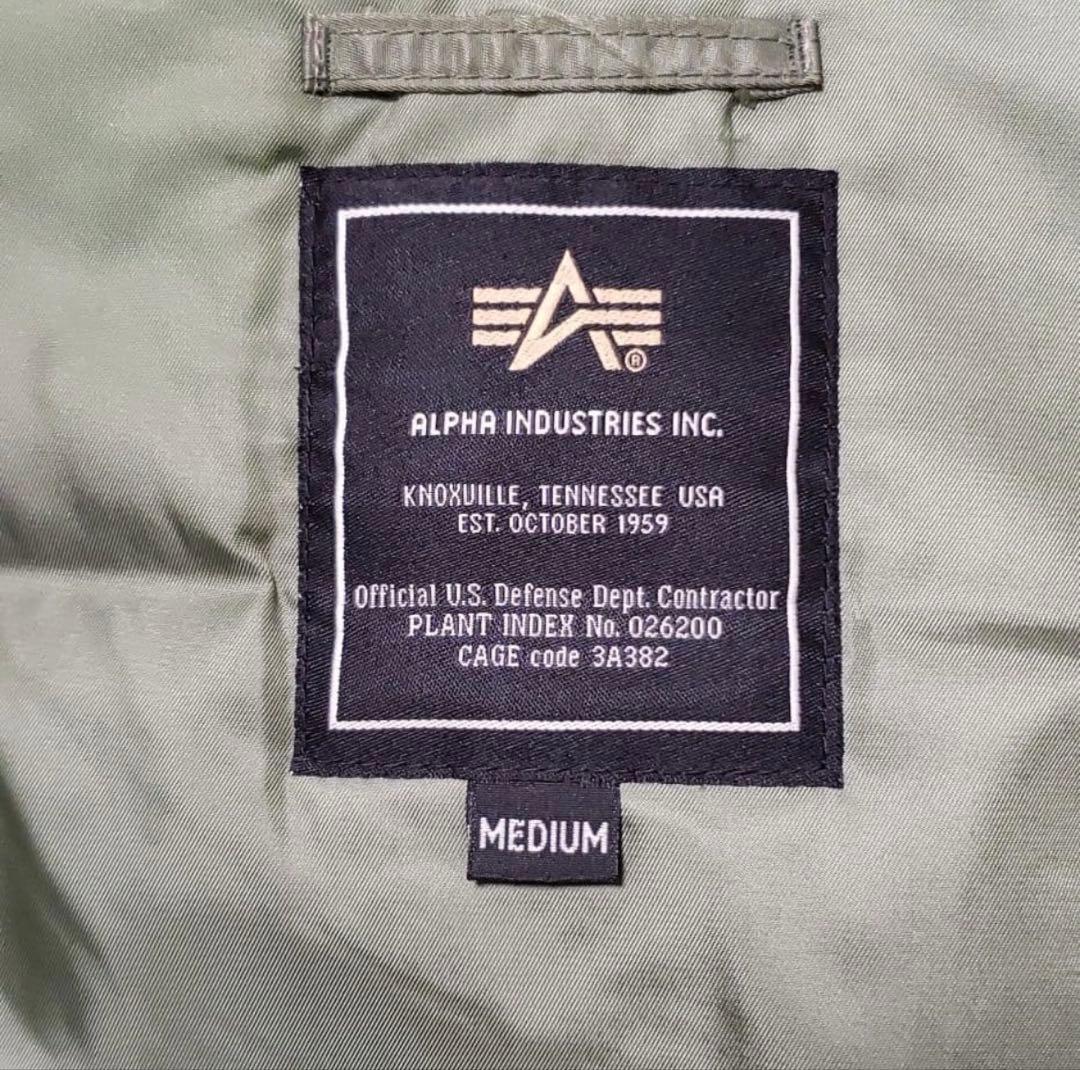 ®
ALPHA INDUSTRIES INC.
KNOXVILLE, TENNESSEE USA
EST. OCTOBER 1959
Official U.S. Defense Dept. Contractor
PLANT INDEX No. 026200
CAGE code 3A382
MEDIUM